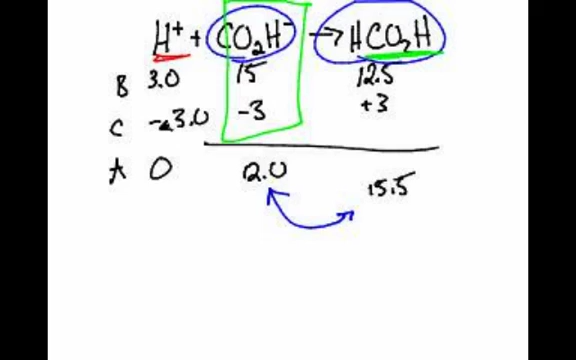 H⁺ + CO₂H⁻ → HCO₂H
B 3.0 15 12.5
C -3.0 -3 +3
A 0 12.0 15.5